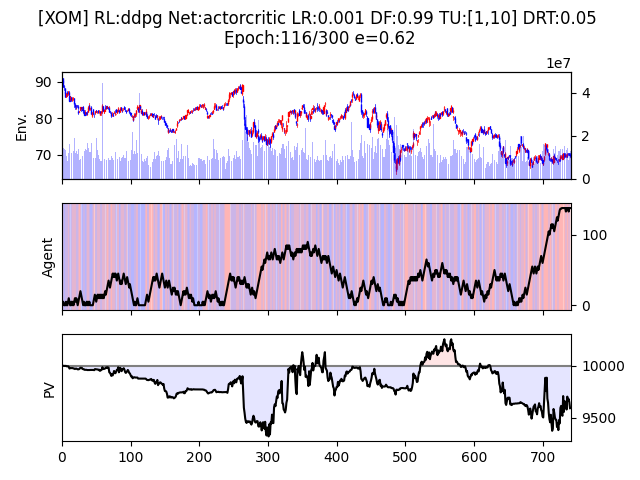 [XOM] RL:ddpg Net:actorcritic LR:0.001 DF:0.99 TU:[1,10] DRT:0.05
Epoch:116/300 e=0.62
1e7
90
80
70
Env.
4
2
0
Agent
100
0
PV
10000
9500
0 100 200 300 400 500 600 700